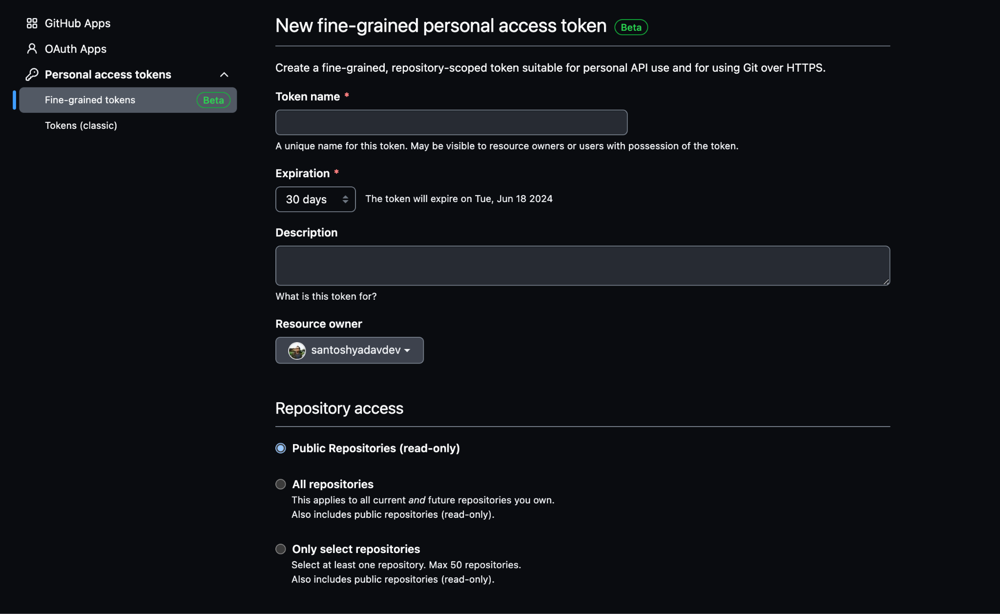 GitHub Apps
OAuth Apps
Personal access tokens
Fine-grained tokens Beta
Tokens (classic)
New fine-grained personal access token Beta
Create a fine-grained, repository-scoped token suitable for personal API use and for using Git over HTTPS.
Token name *
A unique name for this token. May be visible to resource owners or users with possession of the token.
Expiration *
30 days The token will expire on Tue, Jun 18 2024
Description
What is this token for?
Resource owner
santoshyadavdev
Repository access
Public Repositories (read-only)
All repositories
This applies to all current and future repositories you own.
Also includes public repositories (read-only).
Only select repositories
Select at least one repository. Max 50 repositories.
Also includes public repositories (read-only).